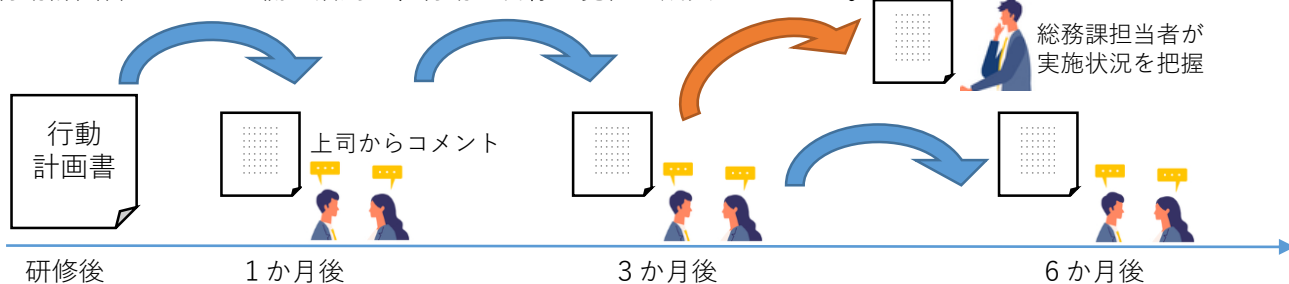 総務課担当者が
実施状況を把握
行動
計画書
上司からコメント
研修後
1か月後
3か月後
6か月後